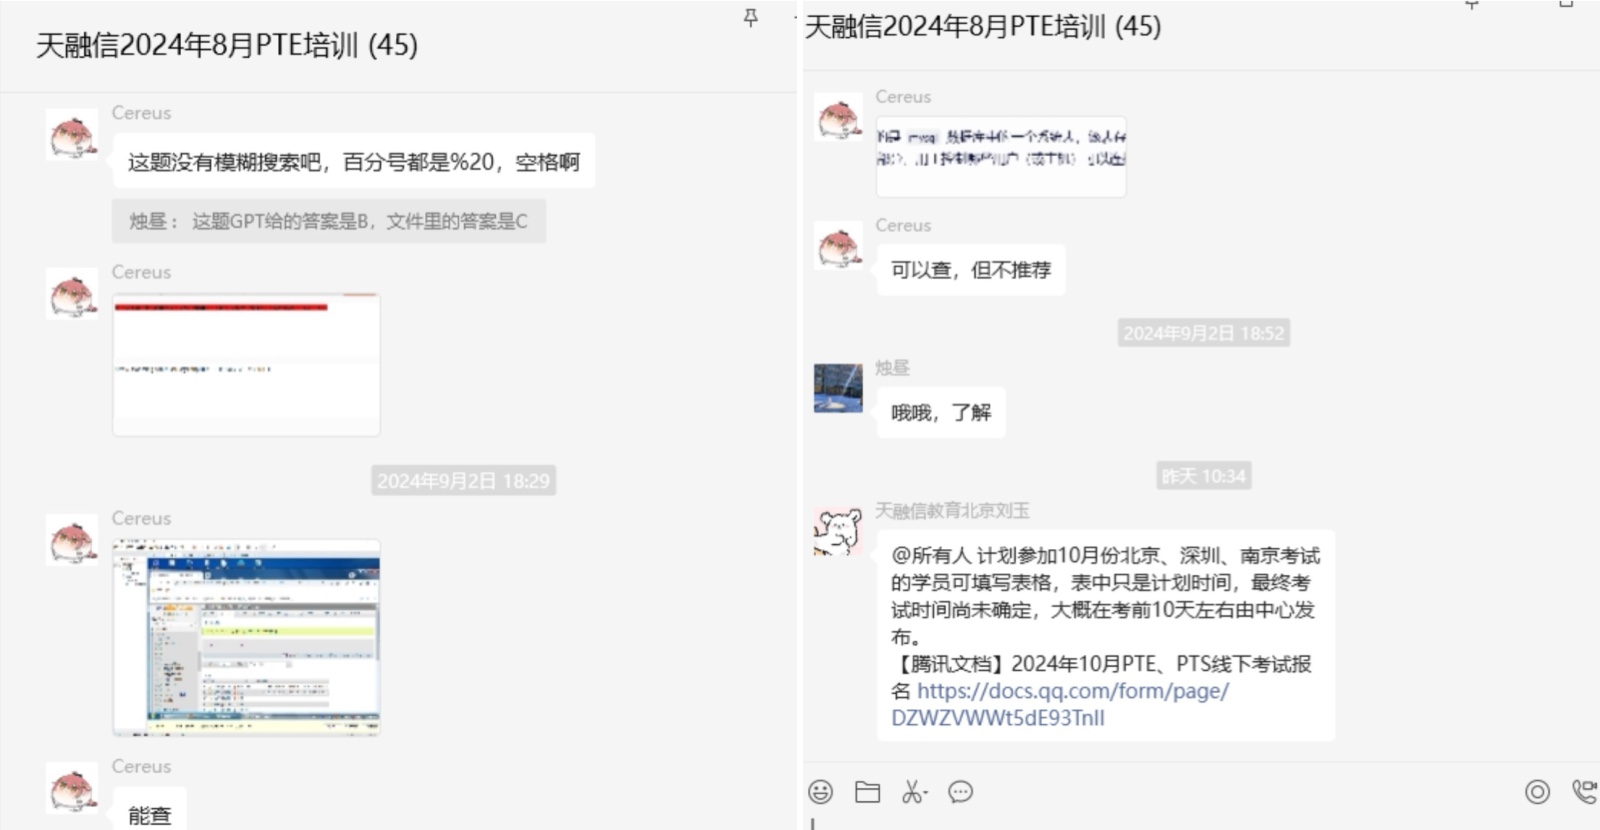 天融信2024年8月PTE培训 (45)
Cereus
这题没有模糊搜索吧，百分号都是%20，空格啊
烛昼： 这题GPT给的答案是B，文件里的答案是C
Cereus
2024年9月2日 18:29
Cereus
Cereus
能查
天融信2024年8月PTE培训 (45)
Cereus
Cereus
可以查，但不推荐
2024年9月2日 18:52
烛昼
哦哦，了解
昨天 10:34
天融信教育北京刘玉
@所有人 计划参加10月份北京、深圳、南京考试
的学员可填写表格，表中只是计划时间，最终考
试时间尚未确定，大概在考前10天左右由中心发
布。
【腾讯文档】2024年10月PTE、PTS线下考试报
名 https://docs.qq.com/form/page/
DZWZVWWt5dE93TnlI